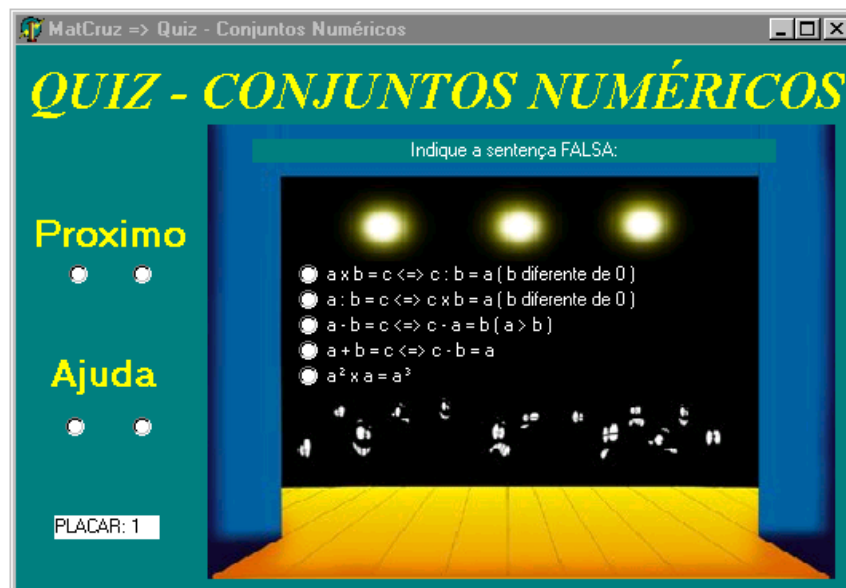 MatCruz => Quiz - Conjuntos Numéricos
QUIZ - CONJUNTOS NUMÉRICOS
Indique a sentença FALSA:
Proximo
a x b = c <=> c : b = a ( b diferente de 0 )
a : b = c <=> c x b = a ( b diferente de 0 )
a - b = c <=> c - a = b ( a > b )
a + b = c <=> c - b = a
a² x a = a³
Ajuda
PLACAR: 1